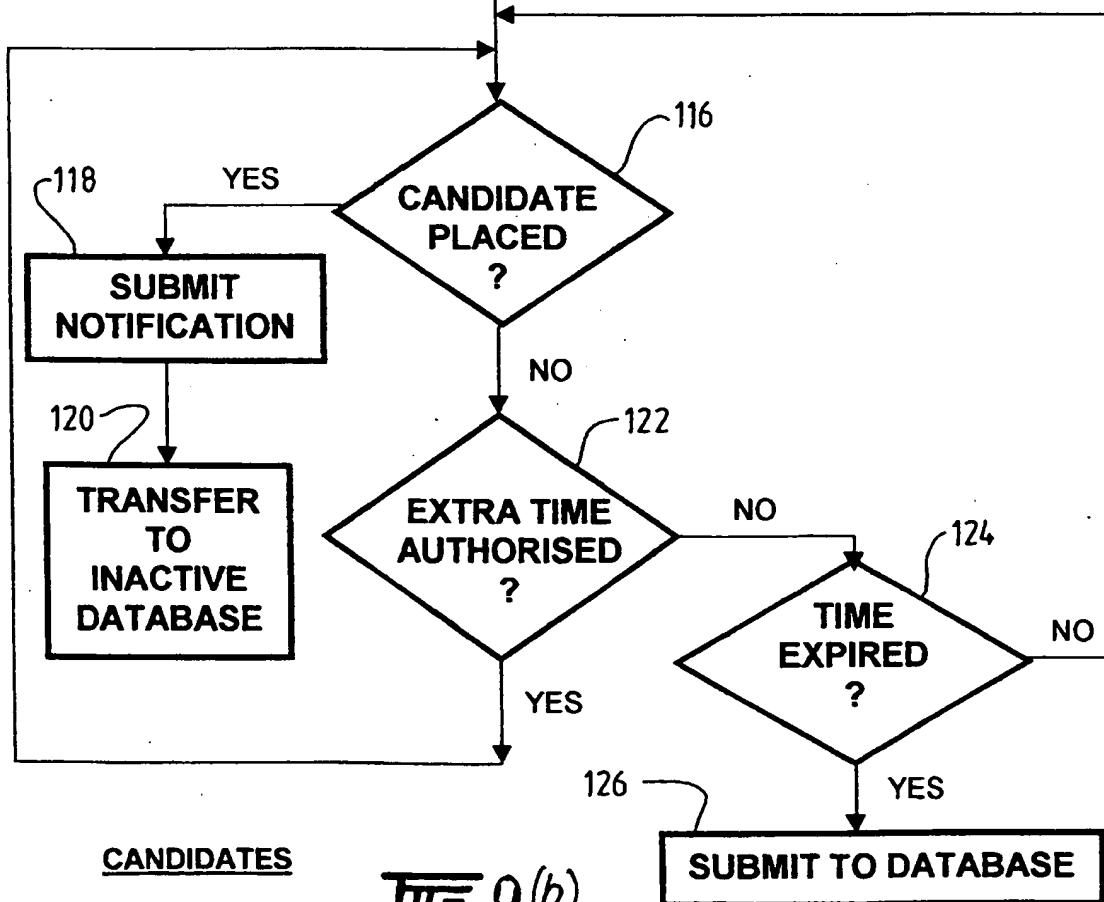 116
CANDIDATE
PLACED
?
YES
118
SUBMIT
NOTIFICATION
NO
120
TRANSFER
TO
INACTIVE
DATABASE
122
EXTRA TIME
AUTHORISED
?
NO
YES
124
TIME
EXPIRED
?
NO
YES
126
SUBMIT TO DATABASE
CANDIDATES
9(b)